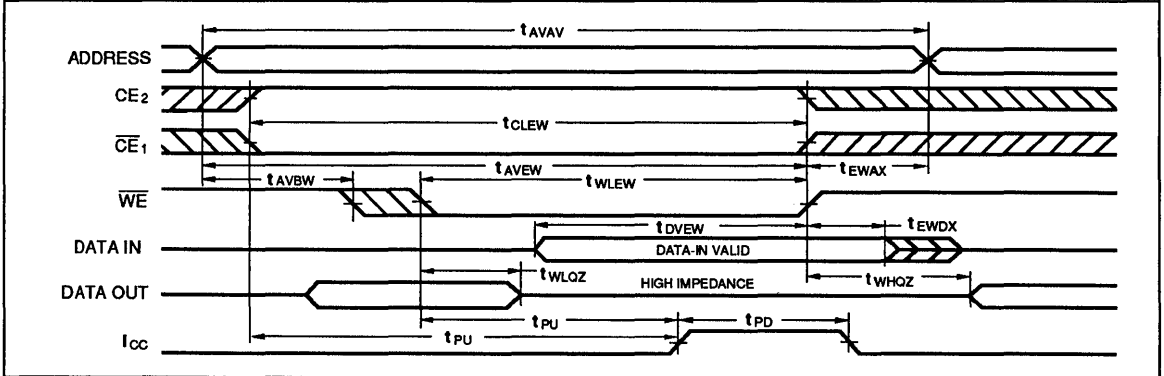 tAVAV
ADDRESS
CE2
tCLEW
CE1
tAVEW
tEWAX
tAVBW
tWLEW
WE
tDVEW
tEWDX
DATA IN
DATA-IN VALID
tWLQZ
tWHQZ
DATA OUT
HIGH IMPEDANCE
tPU
tPD
tPU
ICC